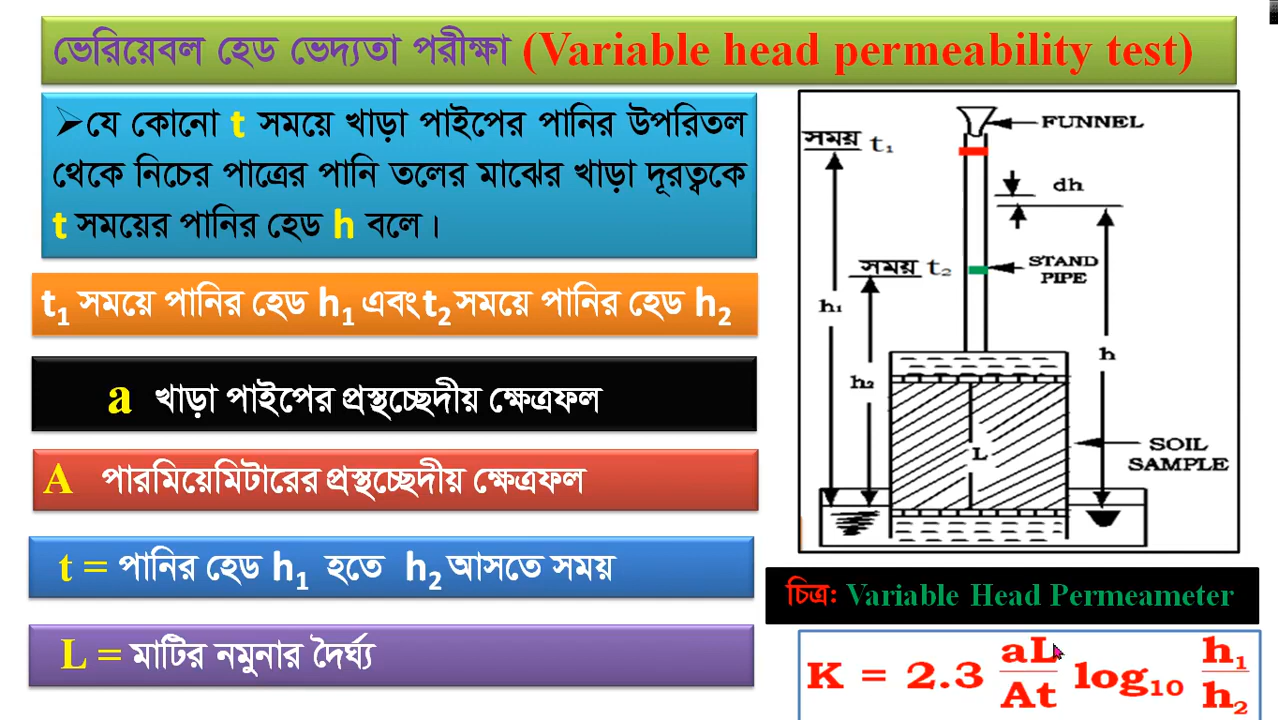 ভেরিয়েবল হেড ভেদ্যতা পরীক্ষা (Variable head permeability test)
➢যে কোনো t সময়ে খাড়া পাইপের পানির উপরিতল
থেকে নিচের পাত্রের পানি তলের মাঝের খাড়া দূরত্বকে
t সময়ের পানির হেড h বলে।
t₁ সময়ে পানির হেড h₁ এবং t₂ সময়ে পানির হেড h₂
a খাড়া পাইপের প্রস্থচ্ছেদীয় ক্ষেত্রফল
A পারমিয়েমিটারের প্রস্থচ্ছেদীয় ক্ষেত্রফল
t = পানির হেড h₁ হতে h₂ আসতে সময়
L = মাটির নমুনার দৈর্ঘ্য
FUNNEL
সময় t₁
dh
সময় t₂
STAND
PIPE
h₁
h
h₂
L
SOIL
SAMPLE
চিত্র: Variable Head Permeameter
K = 2.3 aL/At log₁₀ h₁/h₂